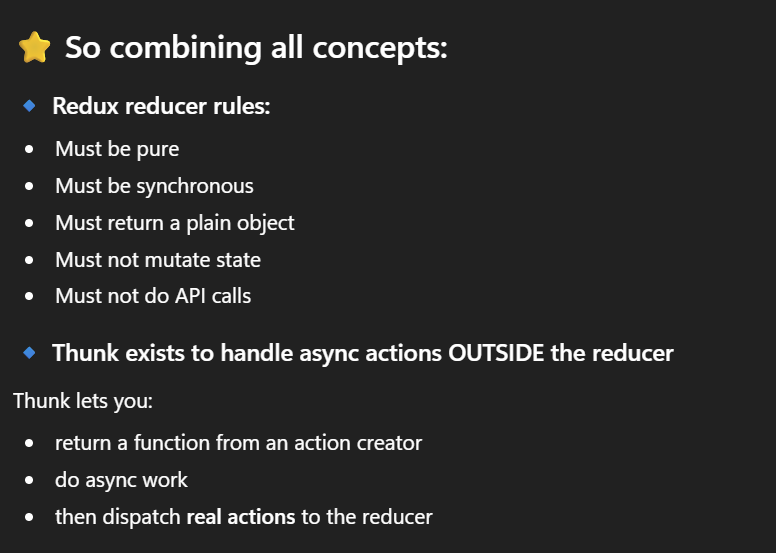 ⭐ So combining all concepts:
🔹 Redux reducer rules:
• Must be pure
• Must be synchronous
• Must return a plain object
• Must not mutate state
• Must not do API calls
🔹 Thunk exists to handle async actions OUTSIDE the reducer
Thunk lets you:
• return a function from an action creator
• do async work
• then dispatch real actions to the reducer